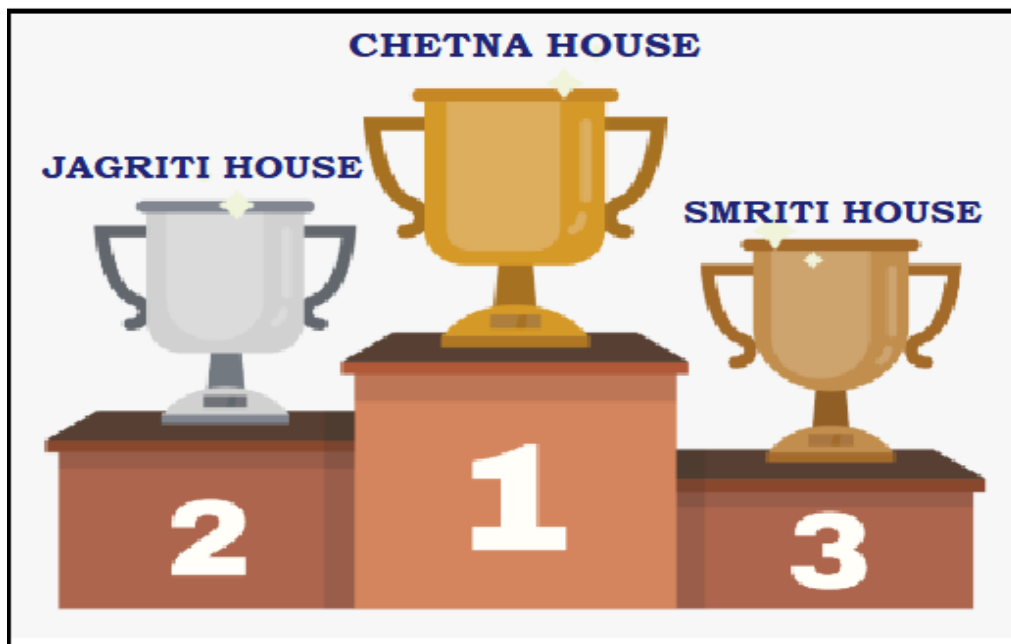 CHETNA HOUSE
JAGRITI HOUSE
SMRITI HOUSE
1
2
3